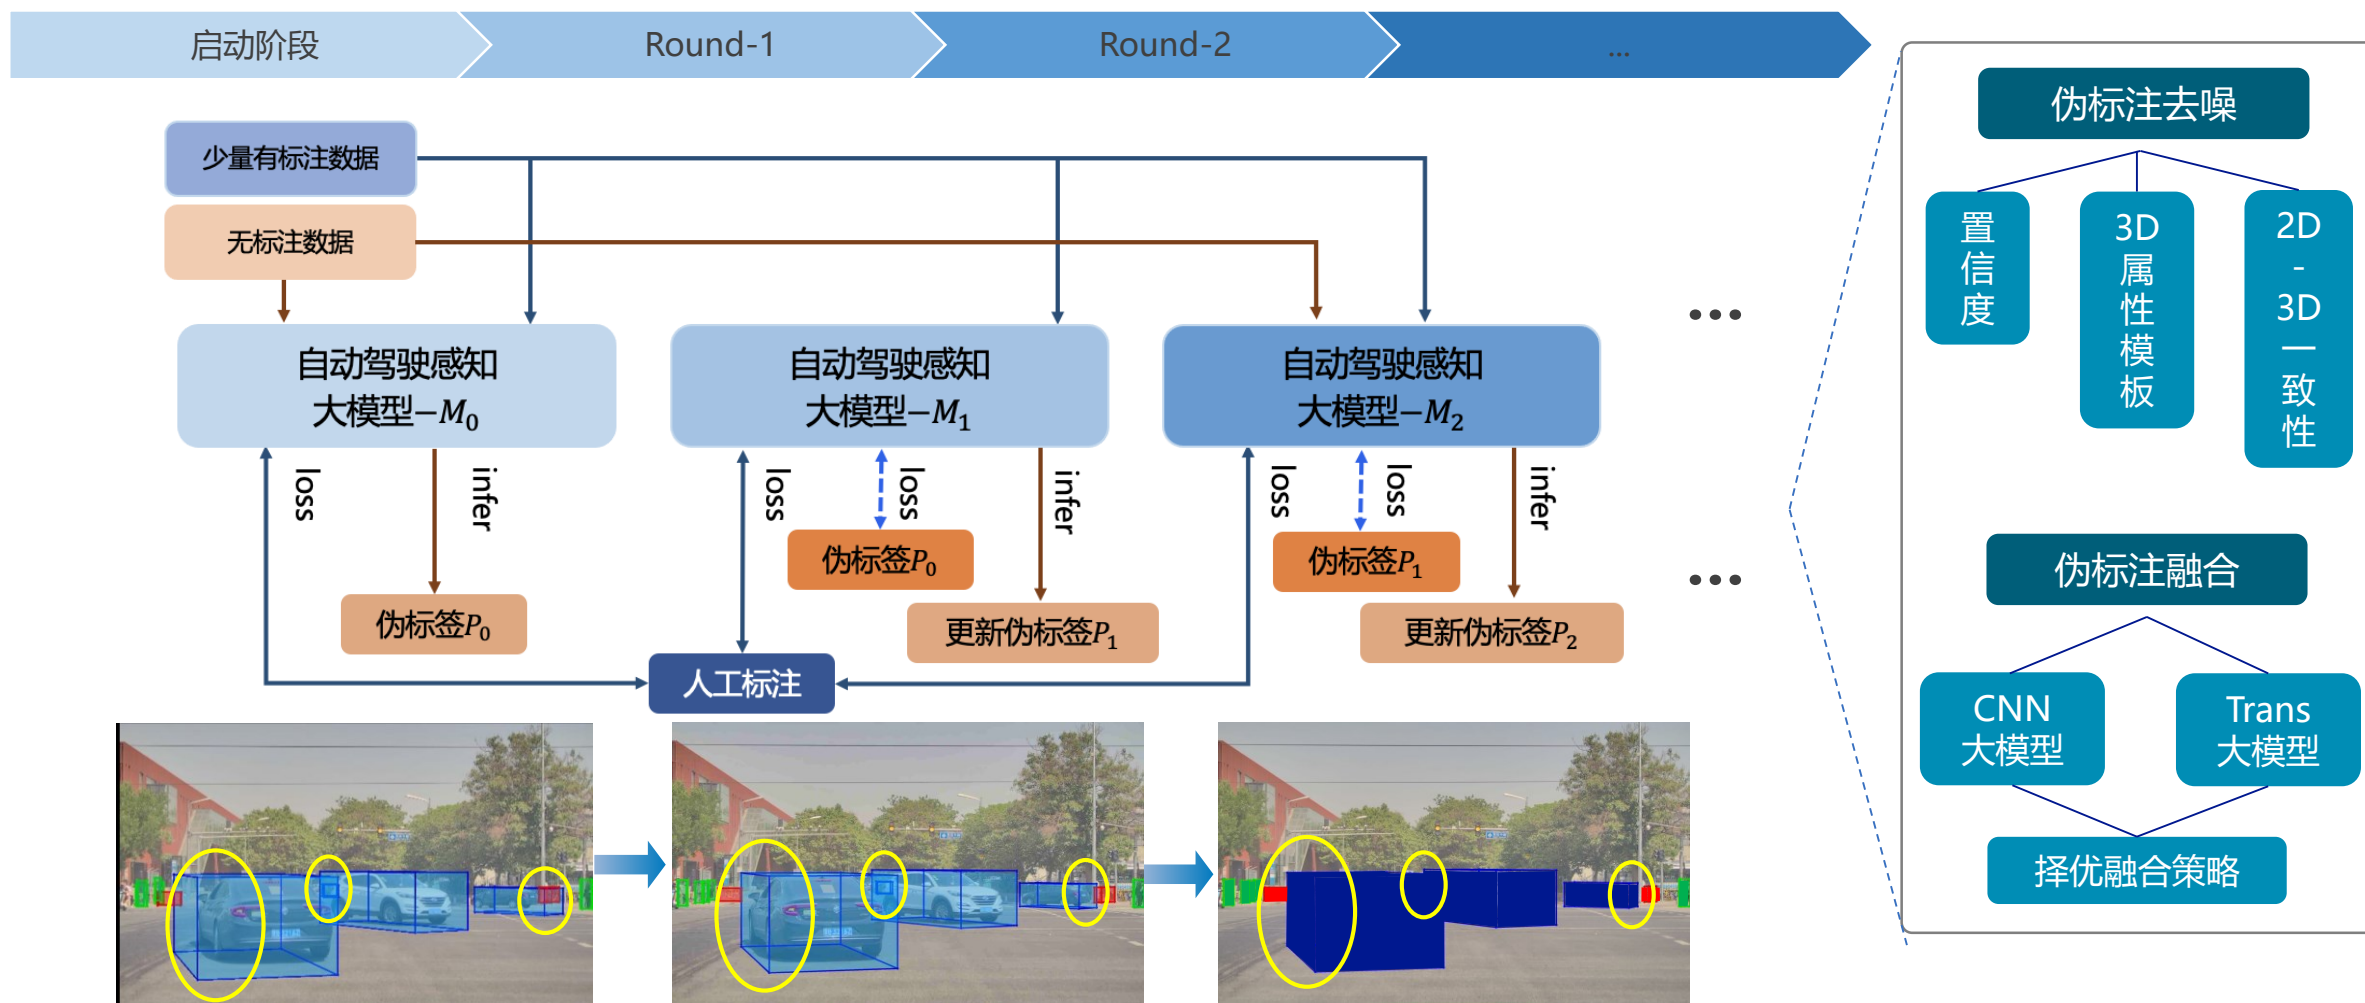 启动阶段
Round-1
Round-2
...
少量有标注数据
无标注数据
自动驾驶感知
大模型-M₀
自动驾驶感知
大模型-M₁
自动驾驶感知
大模型-M₂
...
loss
infer
loss
loss
infer
loss
loss
infer
伪标签P₀
伪标签P₀
更新伪标签P₁
伪标签P₁
更新伪标签P₂
...
人工标注
伪标注去噪
置信度
3D属性模板
2D-3D一致性
伪标注融合
CNN
大模型
Trans
大模型
择优融合策略